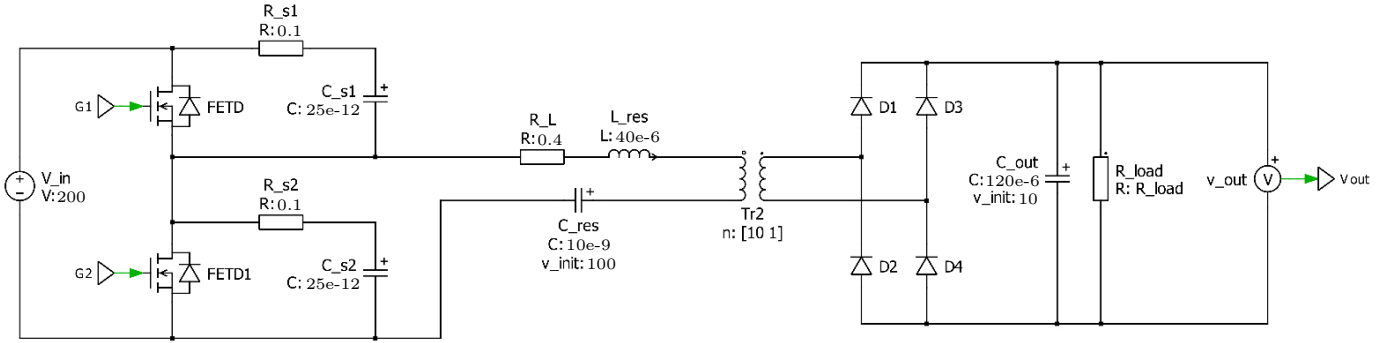 R_s1
R: 0.1
G1
FETD
C_s1
+
C: 25e-12
V_in
V: 200
+
−
R_s2
R: 0.1
G2
FETD1
C_s2
+
C: 25e-12
R_L
R: 0.4
L_res
L: 40e-6
+
C_res
C: 10e-9
v_init: 100
Tr2
n: [10 1]
D1
D3
D2
D4
C_out
C: 120e-6
v_init: 10
+
R_load
R: R_load
v_out
+
V
Vout